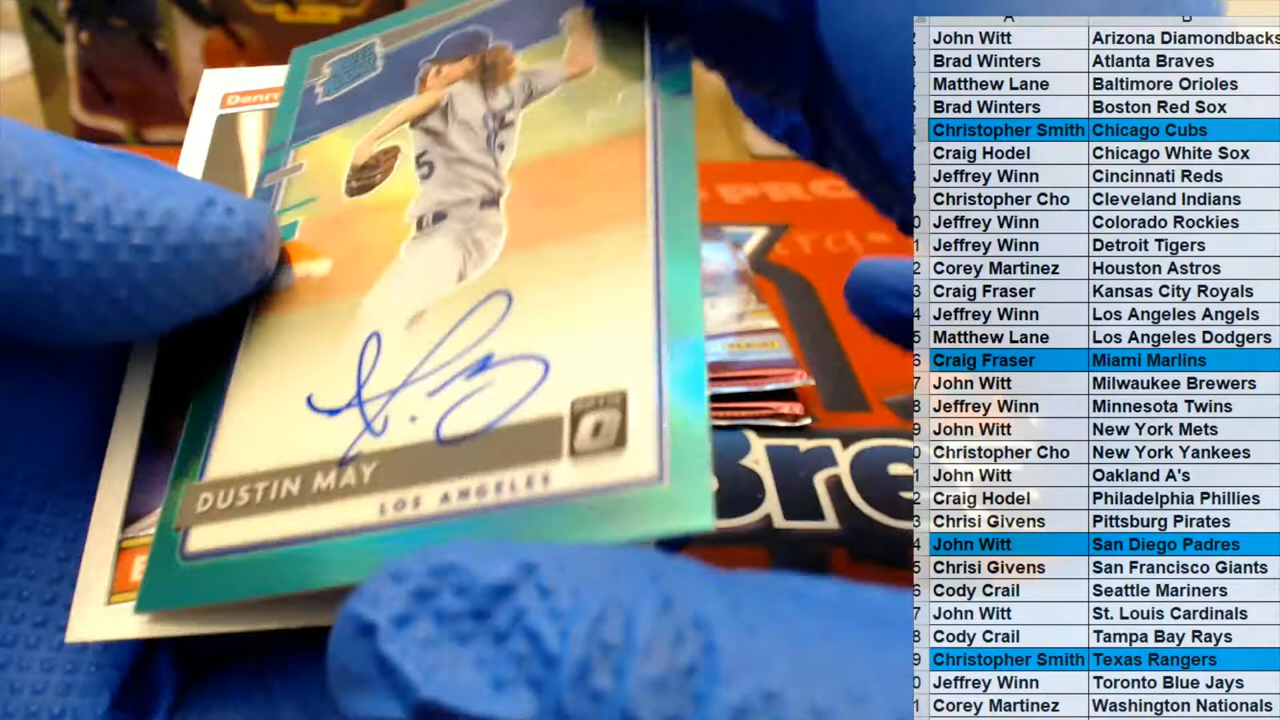 A B
John Witt Arizona Diamondbacks
Brad Winters Atlanta Braves
Matthew Lane Baltimore Orioles
Brad Winters Boston Red Sox
Christopher Smith Chicago Cubs
Craig Hodel Chicago White Sox
Jeffrey Winn Cincinnati Reds
Christopher Cho Cleveland Indians
Jeffrey Winn Colorado Rockies
Jeffrey Winn Detroit Tigers
Corey Martinez Houston Astros
Craig Fraser Kansas City Royals
Jeffrey Winn Los Angeles Angels
Matthew Lane Los Angeles Dodgers
Craig Fraser Miami Marlins
John Witt Milwaukee Brewers
Jeffrey Winn Minnesota Twins
John Witt New York Mets
Christopher Cho New York Yankees
John Witt Oakland A's
Craig Hodel Philadelphia Phillies
Chrisi Givens Pittsburg Pirates
John Witt San Diego Padres
Chrisi Givens San Francisco Giants
Cody Crail Seattle Mariners
John Witt St. Louis Cardinals
Cody Crail Tampa Bay Rays
Christopher Smith Texas Rangers
Jeffrey Winn Toronto Blue Jays
Corey Martinez Washington Nationals
Donr
5
DUSTIN MAY
LOS ANGELES
PANINI
Bre